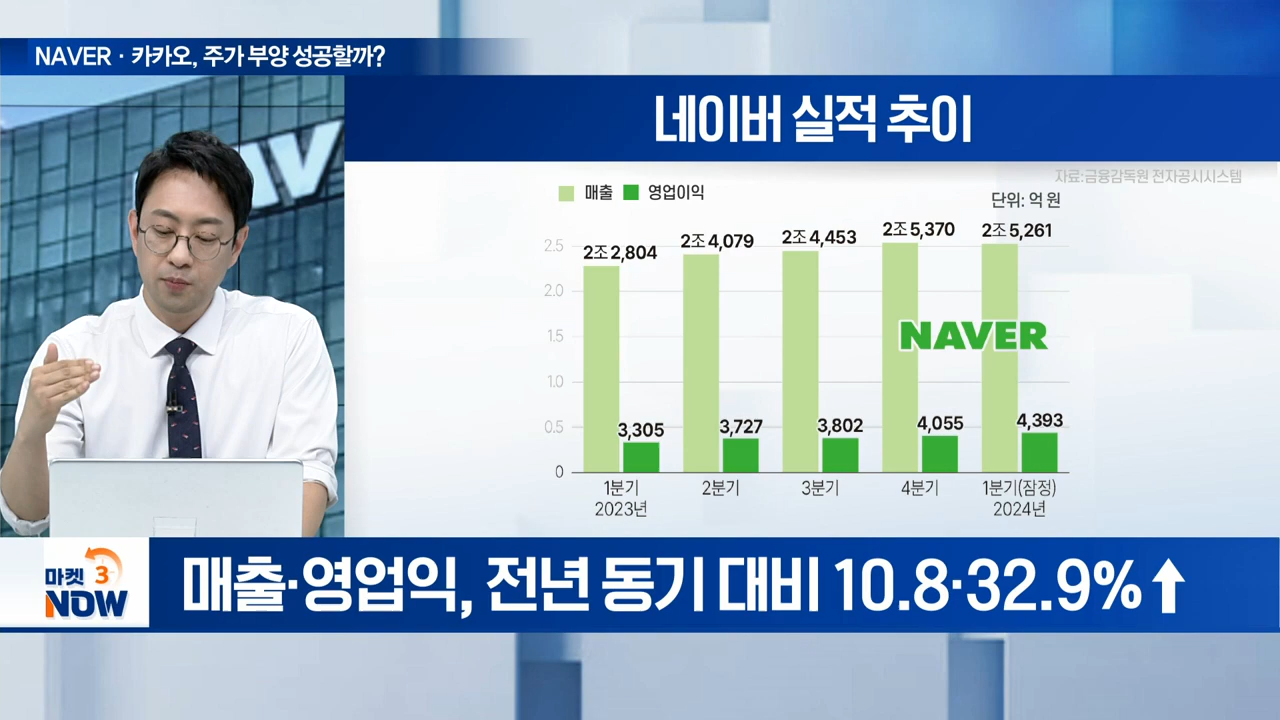 NAVER · 카카오, 주가 부양 성공할까?
네이버 실적 추이
자료:금융감독원 전자공시시스템
매출 영업이익
단위: 억 원
2조 2,804 2조 4,079 2조 4,453 2조 5,370 2조 5,261
2.5
2.0
1.5
1.0
0.5
0
NAVER
3,305 3,727 3,802 4,055 4,393
1분기 2분기 3분기 4분기 1분기(잠정)
2023년 2024년
마켓 3
NOW
매출·영업익, 전년 동기 대비 10.8·32.9%↑
AV